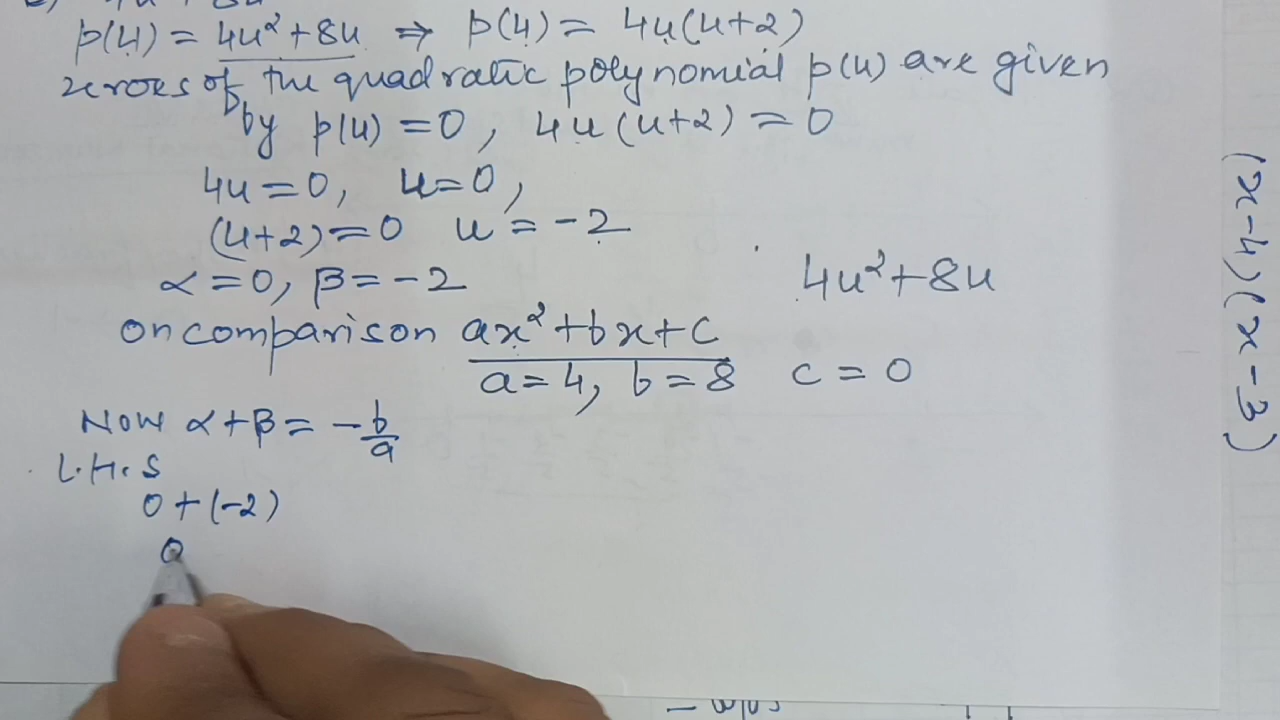 p(u) = 4u² + 8u ⇒ p(u) = 4u(u+2)
zeroes of the quadratic polynomial p(u) are given
by p(u) = 0, 4u(u+2) = 0
4u = 0, u = 0,
(u+2) = 0 u = -2
α = 0, β = -2
4u² + 8u
on comparison ax² + bx + c
a = 4, b = 8 c = 0
Now α + β = -b/a
L.H.S
0 + (-2)
0
(x-4)(x-3)